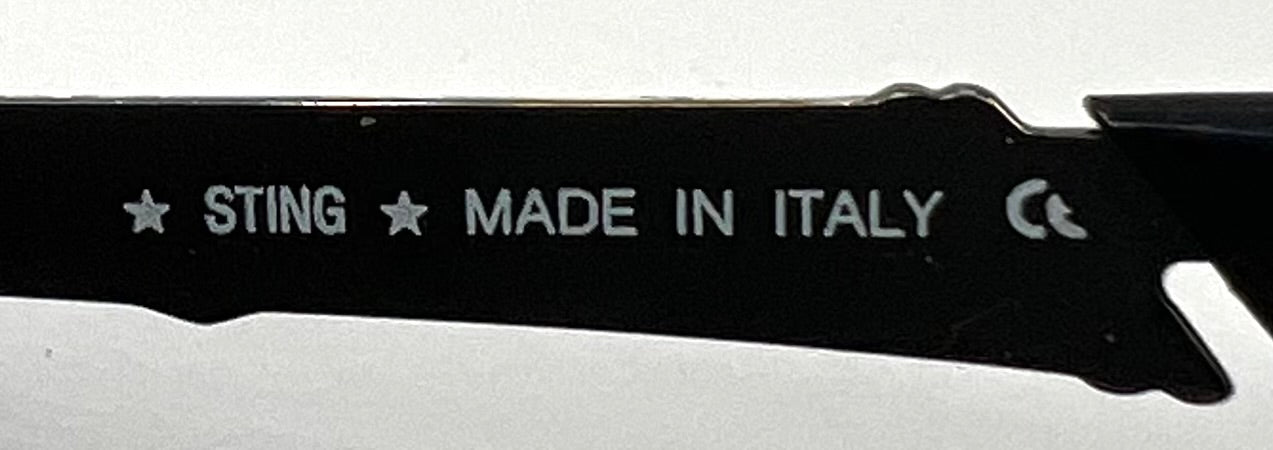 ★ STING ★ MADE IN ITALY CE